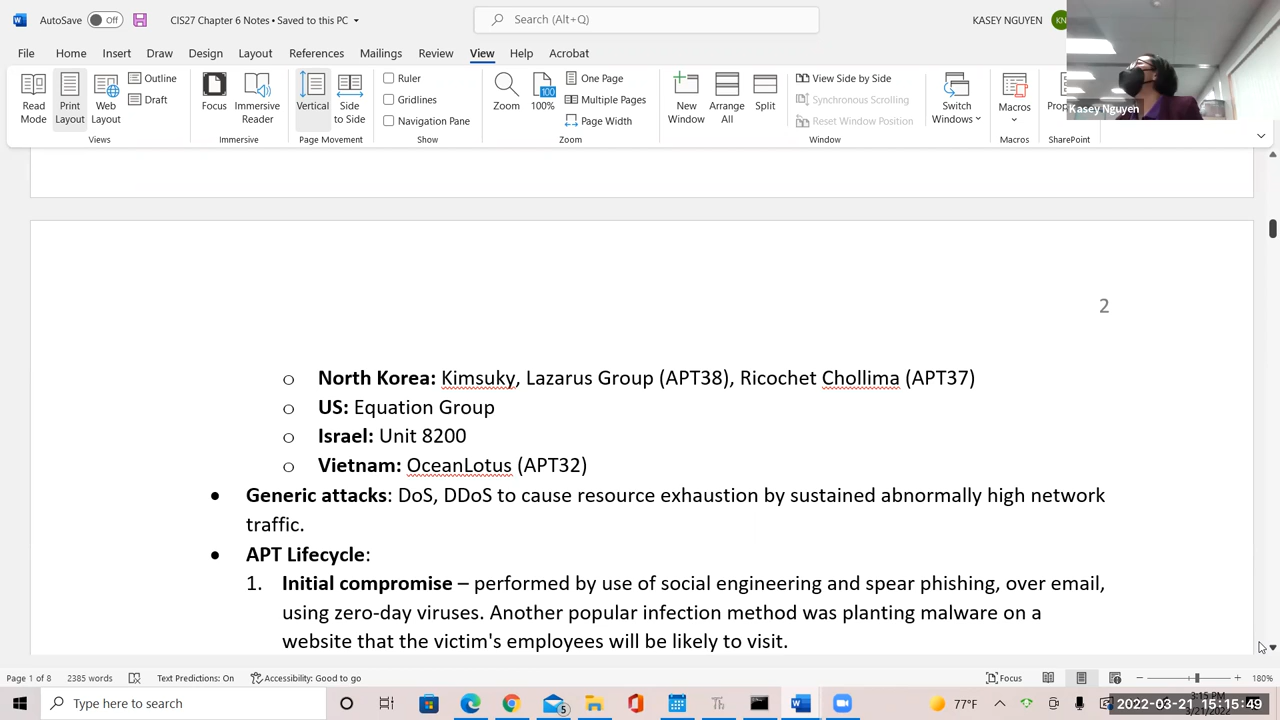 AutoSave Off CIS27 Chapter 6 Notes • Saved to this PC Search (Alt+Q) KASEY NGUYEN KN
File Home Insert Draw Design Layout References Mailings Review View Help Acrobat
Read Mode
Print Layout
Web Layout
Outline
Draft
Views
Focus
Immersive Reader
Immersive
Vertical
Side to Side
Page Movement
Ruler
Gridlines
Navigation Pane
Show
Zoom
100
100%
One Page
Multiple Pages
Page Width
Zoom
New Window
Arrange All
Split
View Side by Side
Synchronous Scrolling
Reset Window Position
Window
Switch Windows
Macros
Macros
SharePoint
Kasey Nguyen
2
o North Korea: Kimsuky, Lazarus Group (APT38), Ricochet Chollima (APT37)
o US: Equation Group
o Israel: Unit 8200
o Vietnam: OceanLotus (APT32)
• Generic attacks: DoS, DDoS to cause resource exhaustion by sustained abnormally high network
traffic.
• APT Lifecycle:
1. Initial compromise – performed by use of social engineering and spear phishing, over email,
using zero-day viruses. Another popular infection method was planting malware on a
website that the victim's employees will be likely to visit.
Page 1 of 8 2385 words Text Predictions: On Accessibility: Good to go Focus 180%
Type here to search 5 Th 77°F 3:15 PM
2022-03-21 15:15:49